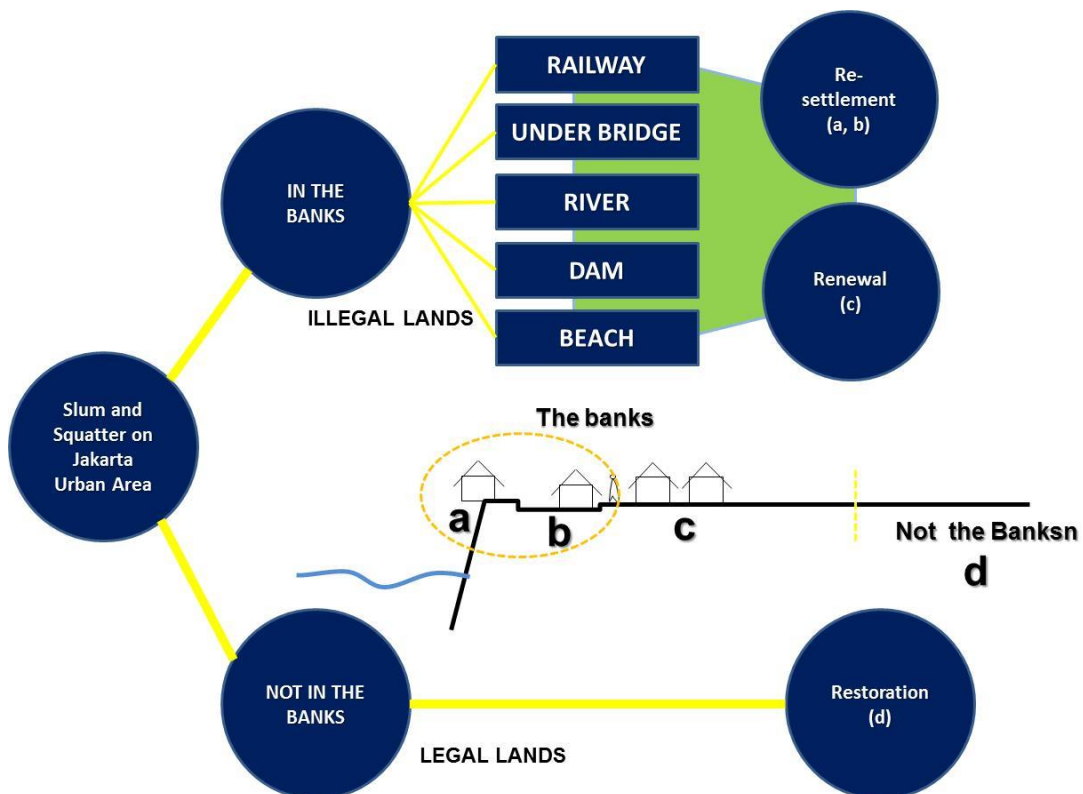 RAILWAY
UNDER BRIDGE
RIVER
DAM
BEACH
Re-
settlement
(a, b)
Renewal
(c)
IN THE
BANKS
ILLEGAL LANDS
Slum and
Squatter on
Jakarta
Urban Area
The banks
a
b
c
Not the Banksn
d
NOT IN THE
BANKS
LEGAL LANDS
Restoration
(d)